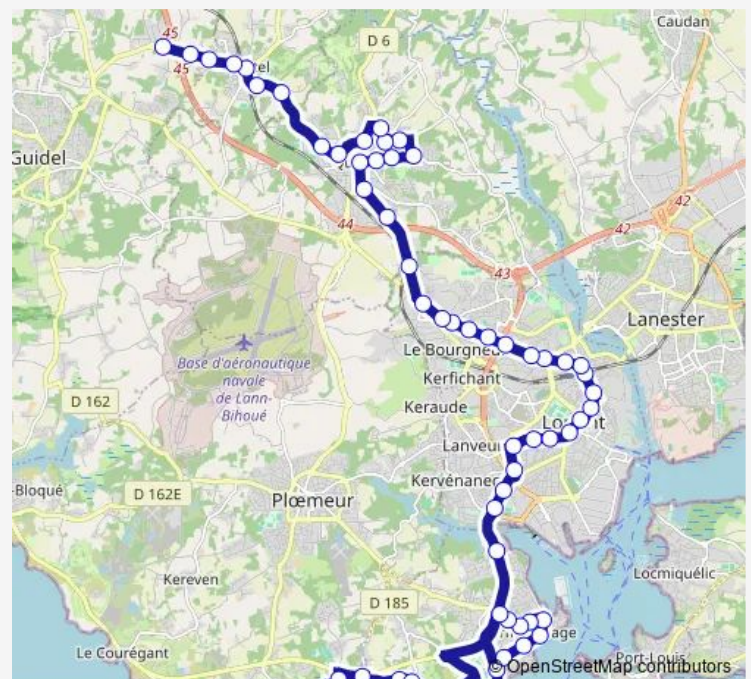 Caudan
45
D 6
45
Guidel
42
44
42
43
Lanester
Base d'aéronautique
navale
de Lann-
Bihoué
Le Bourgneu
Kerfichant
D 162
Keraude
Lanveur
-Bloqué
D 162E
Kervénanec
Plœmeur
Locmiquélic
Kereven
D 185
Le Courégant
Port-Louis
© OpenStreetMap contributors